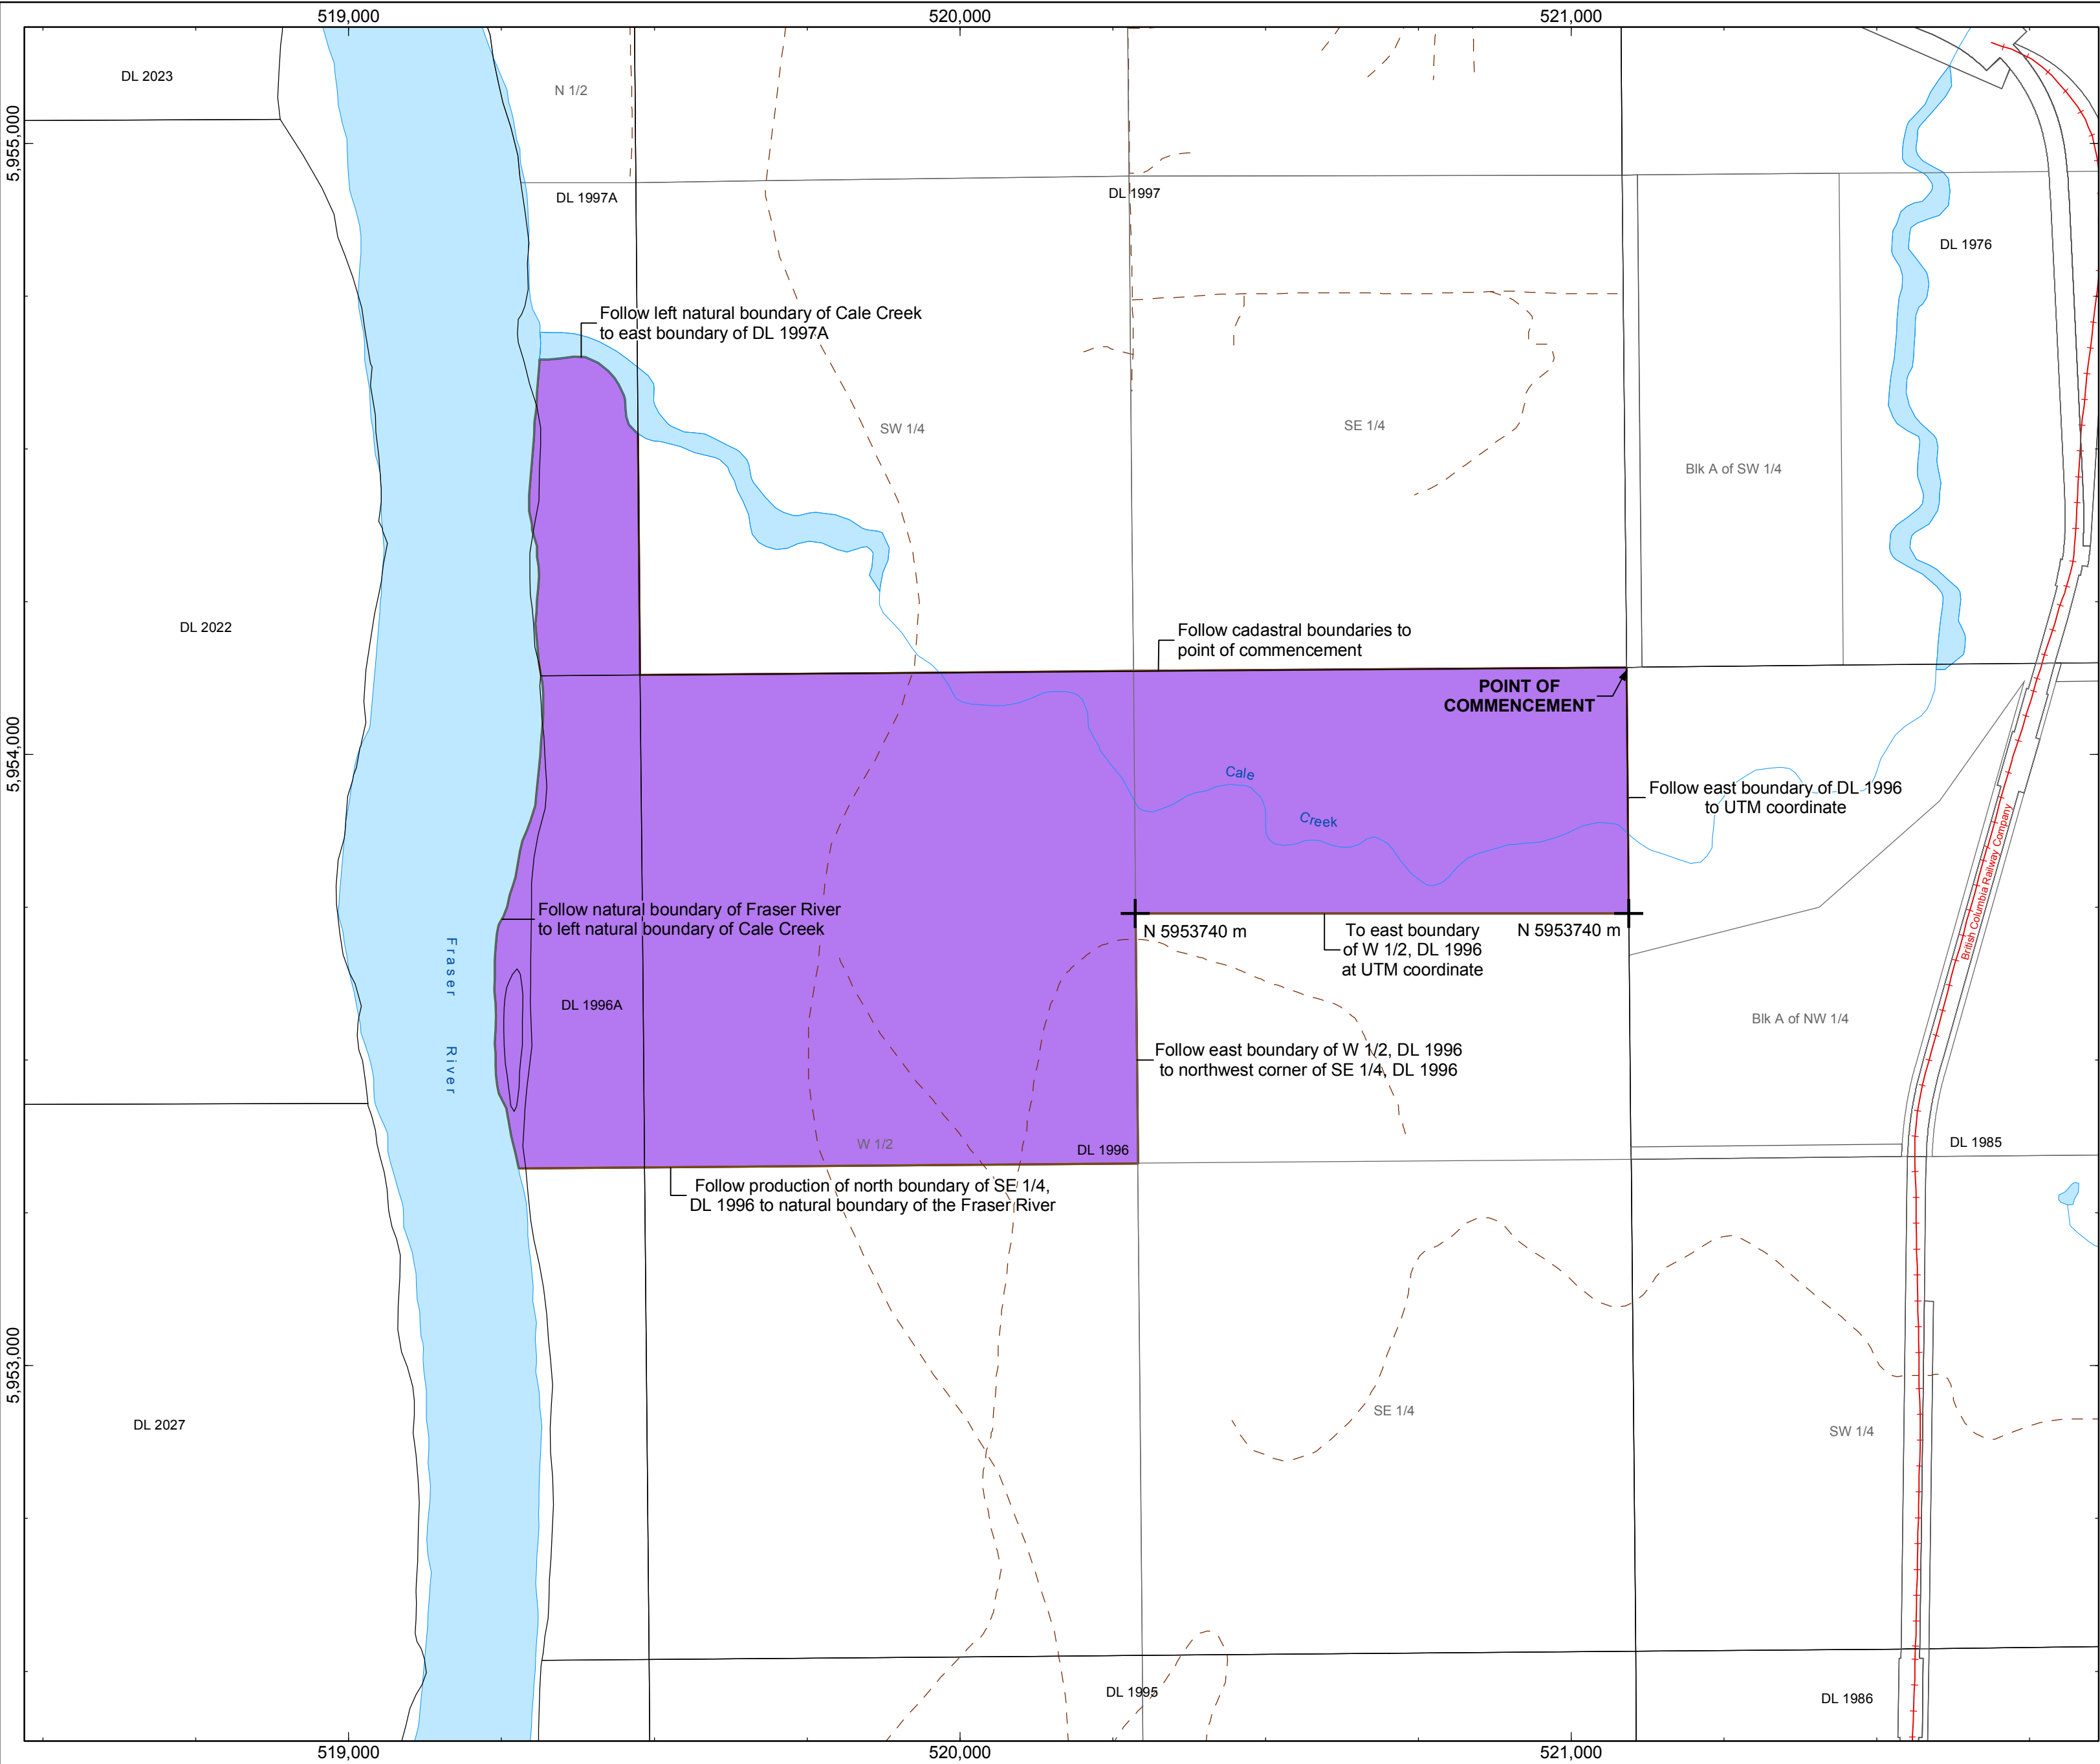 519,000
520,000
521,000
DL 2023
N 1/2
5,955,000
DL 1997A
DL 1997
DL 1976
Follow left natural boundary of Cale Creek
to east boundary of DL 1997A
SW 1/4
SE 1/4
Blk A of SW 1/4
DL 2022
Follow cadastral boundaries to
point of commencement
POINT OF
COMMENCEMENT
5,954,000
Cale
Creek
Follow east boundary of DL 1996
to UTM coordinate
British Columbia Railway Company
Follow natural boundary of Fraser River
to left natural boundary of Cale Creek
N 5953740 m
To east boundary
of W 1/2, DL 1996
at UTM coordinate
N 5953740 m
Fraser River
DL 1996A
Blk A of NW 1/4
Follow east boundary of W 1/2, DL 1996
to northwest corner of SE 1/4, DL 1996
W 1/2
DL 1996
DL 1985
Follow production of north boundary of SE 1/4,
DL 1996 to natural boundary of the Fraser River
5,953,000
DL 2027
SE 1/4
SW 1/4
DL 1995
DL 1986
519,000
520,000
521,000